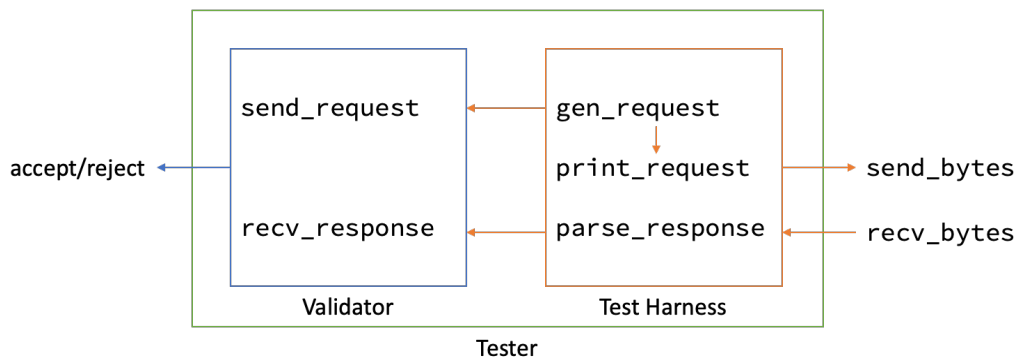 send_request
gen_request
accept/reject
print_request
send_bytes
recv_response
parse_response
recv_bytes
Validator
Test Harness
Tester